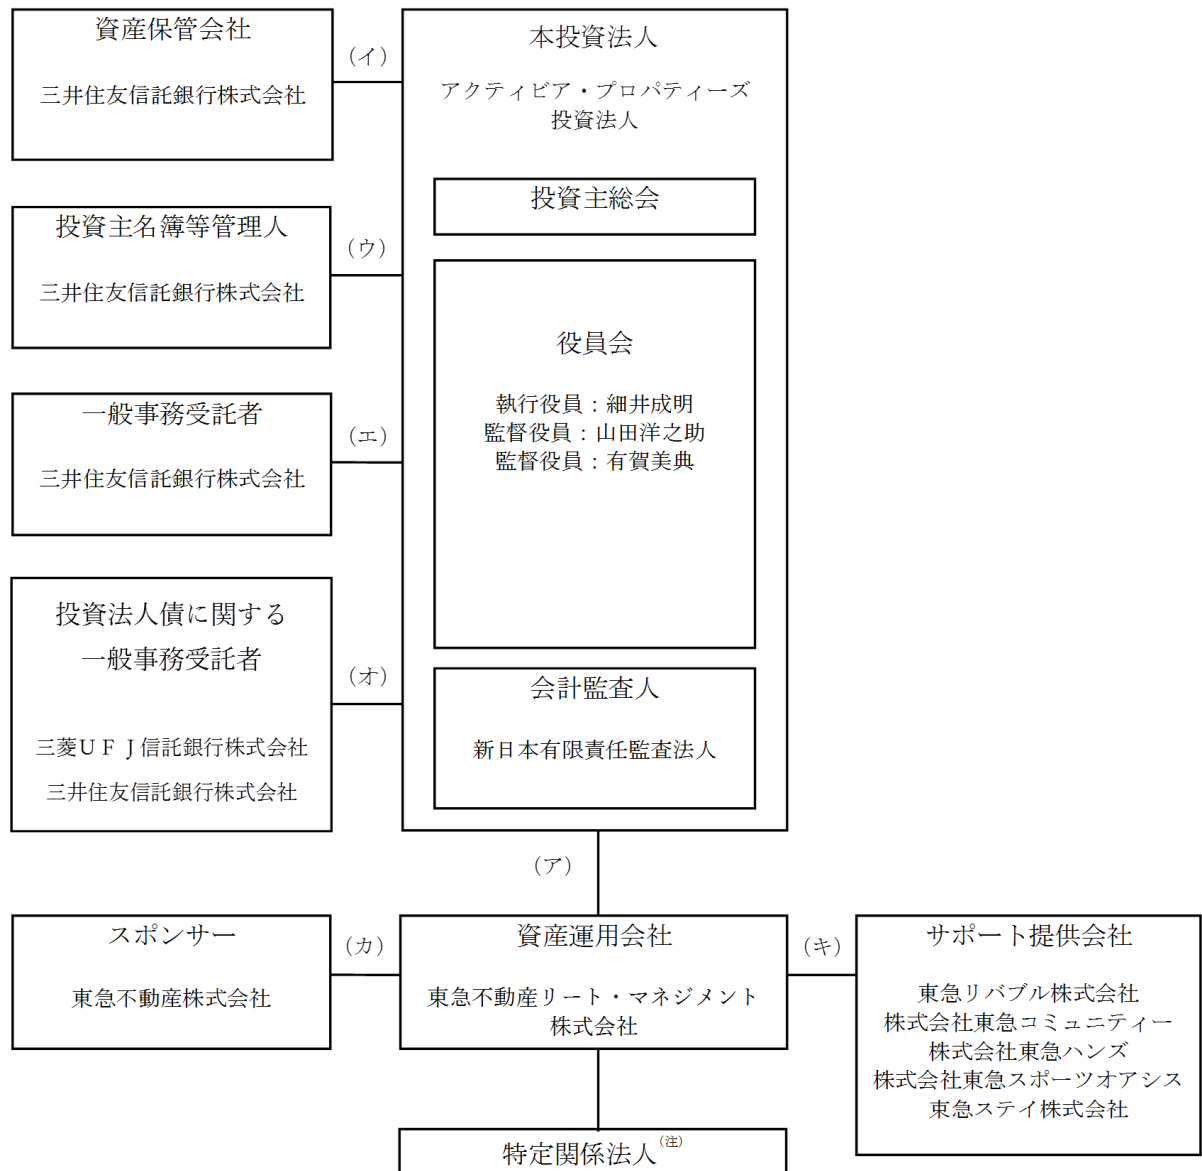 資産保管会社
三井住友信託銀行株式会社
(イ)
本投資法人
アクティビア・プロパティーズ
投資法人
投資主総会
投資主名簿等管理人
三井住友信託銀行株式会社
(ウ)
役員会
執行役員：細井成明
監督役員：山田洋之助
監督役員：有賀美典
一般事務受託者
三井住友信託銀行株式会社
(エ)
投資法人債に関する
一般事務受託者
三菱ＵＦＪ信託銀行株式会社
三井住友信託銀行株式会社
(オ)
会計監査人
新日本有限責任監査法人
(ア)
スポンサー
東急不動産株式会社
(カ)
資産運用会社
東急不動産リート・マネジメント
株式会社
(キ)
サポート提供会社
東急リバブル株式会社
株式会社東急コミュニティー
株式会社東急ハンズ
株式会社東急スポーツオアシス
東急ステイ株式会社
特定関係法人(注)